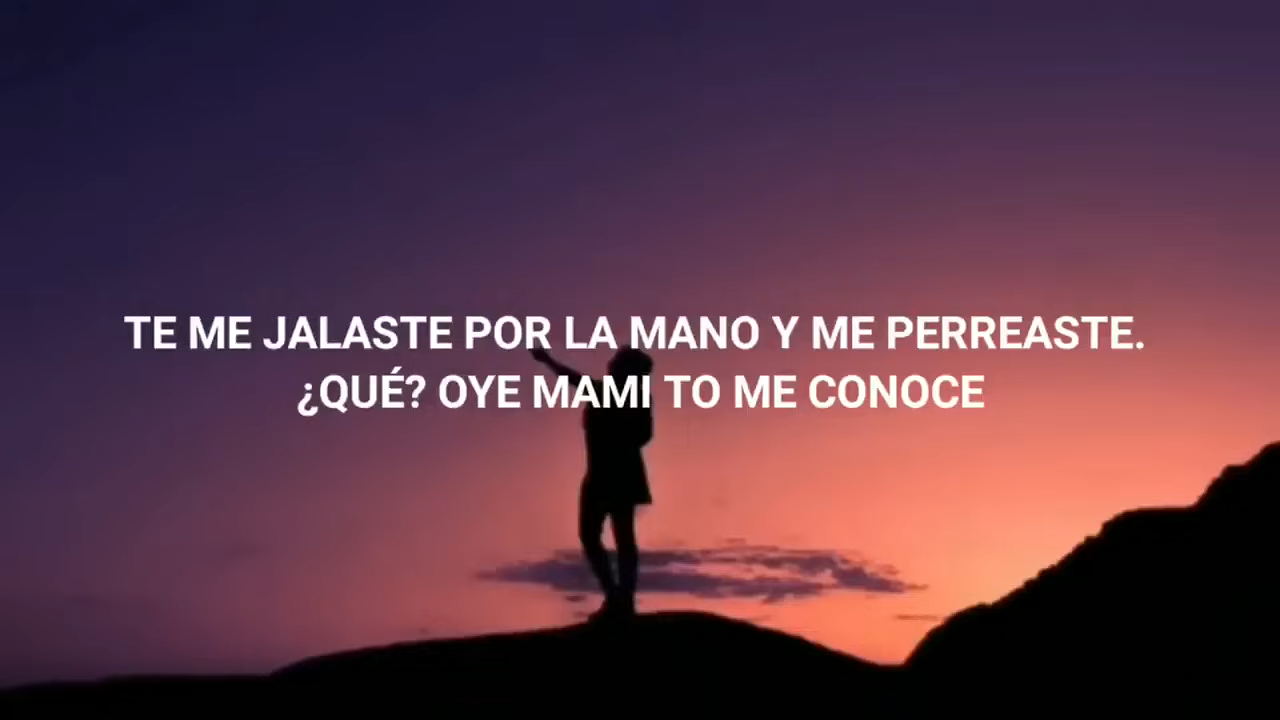 TE ME JALASTE POR LA MANO Y ME PERREASTE.
¿QUÉ? OYE MAMI TO ME CONOCE